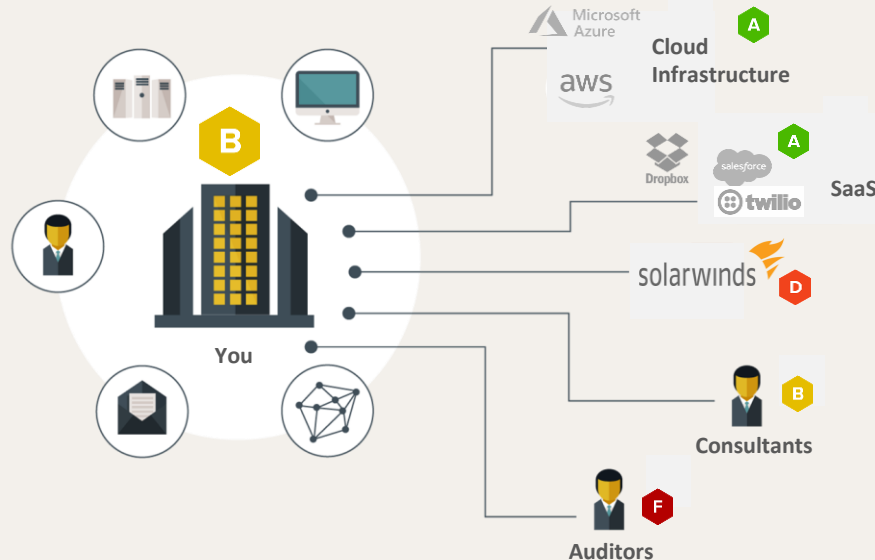 Microsoft
Azure
A
Cloud
Infrastructure
aws
B
A
Dropbox
salesforce
twilio
SaaS
solarwinds
D
You
B
Consultants
F
Auditors